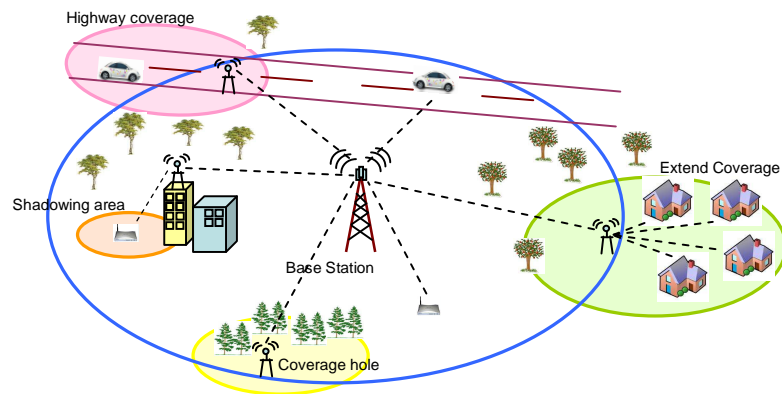 Highway coverage
Extend Coverage
Shadowing area
Base Station
Coverage hole